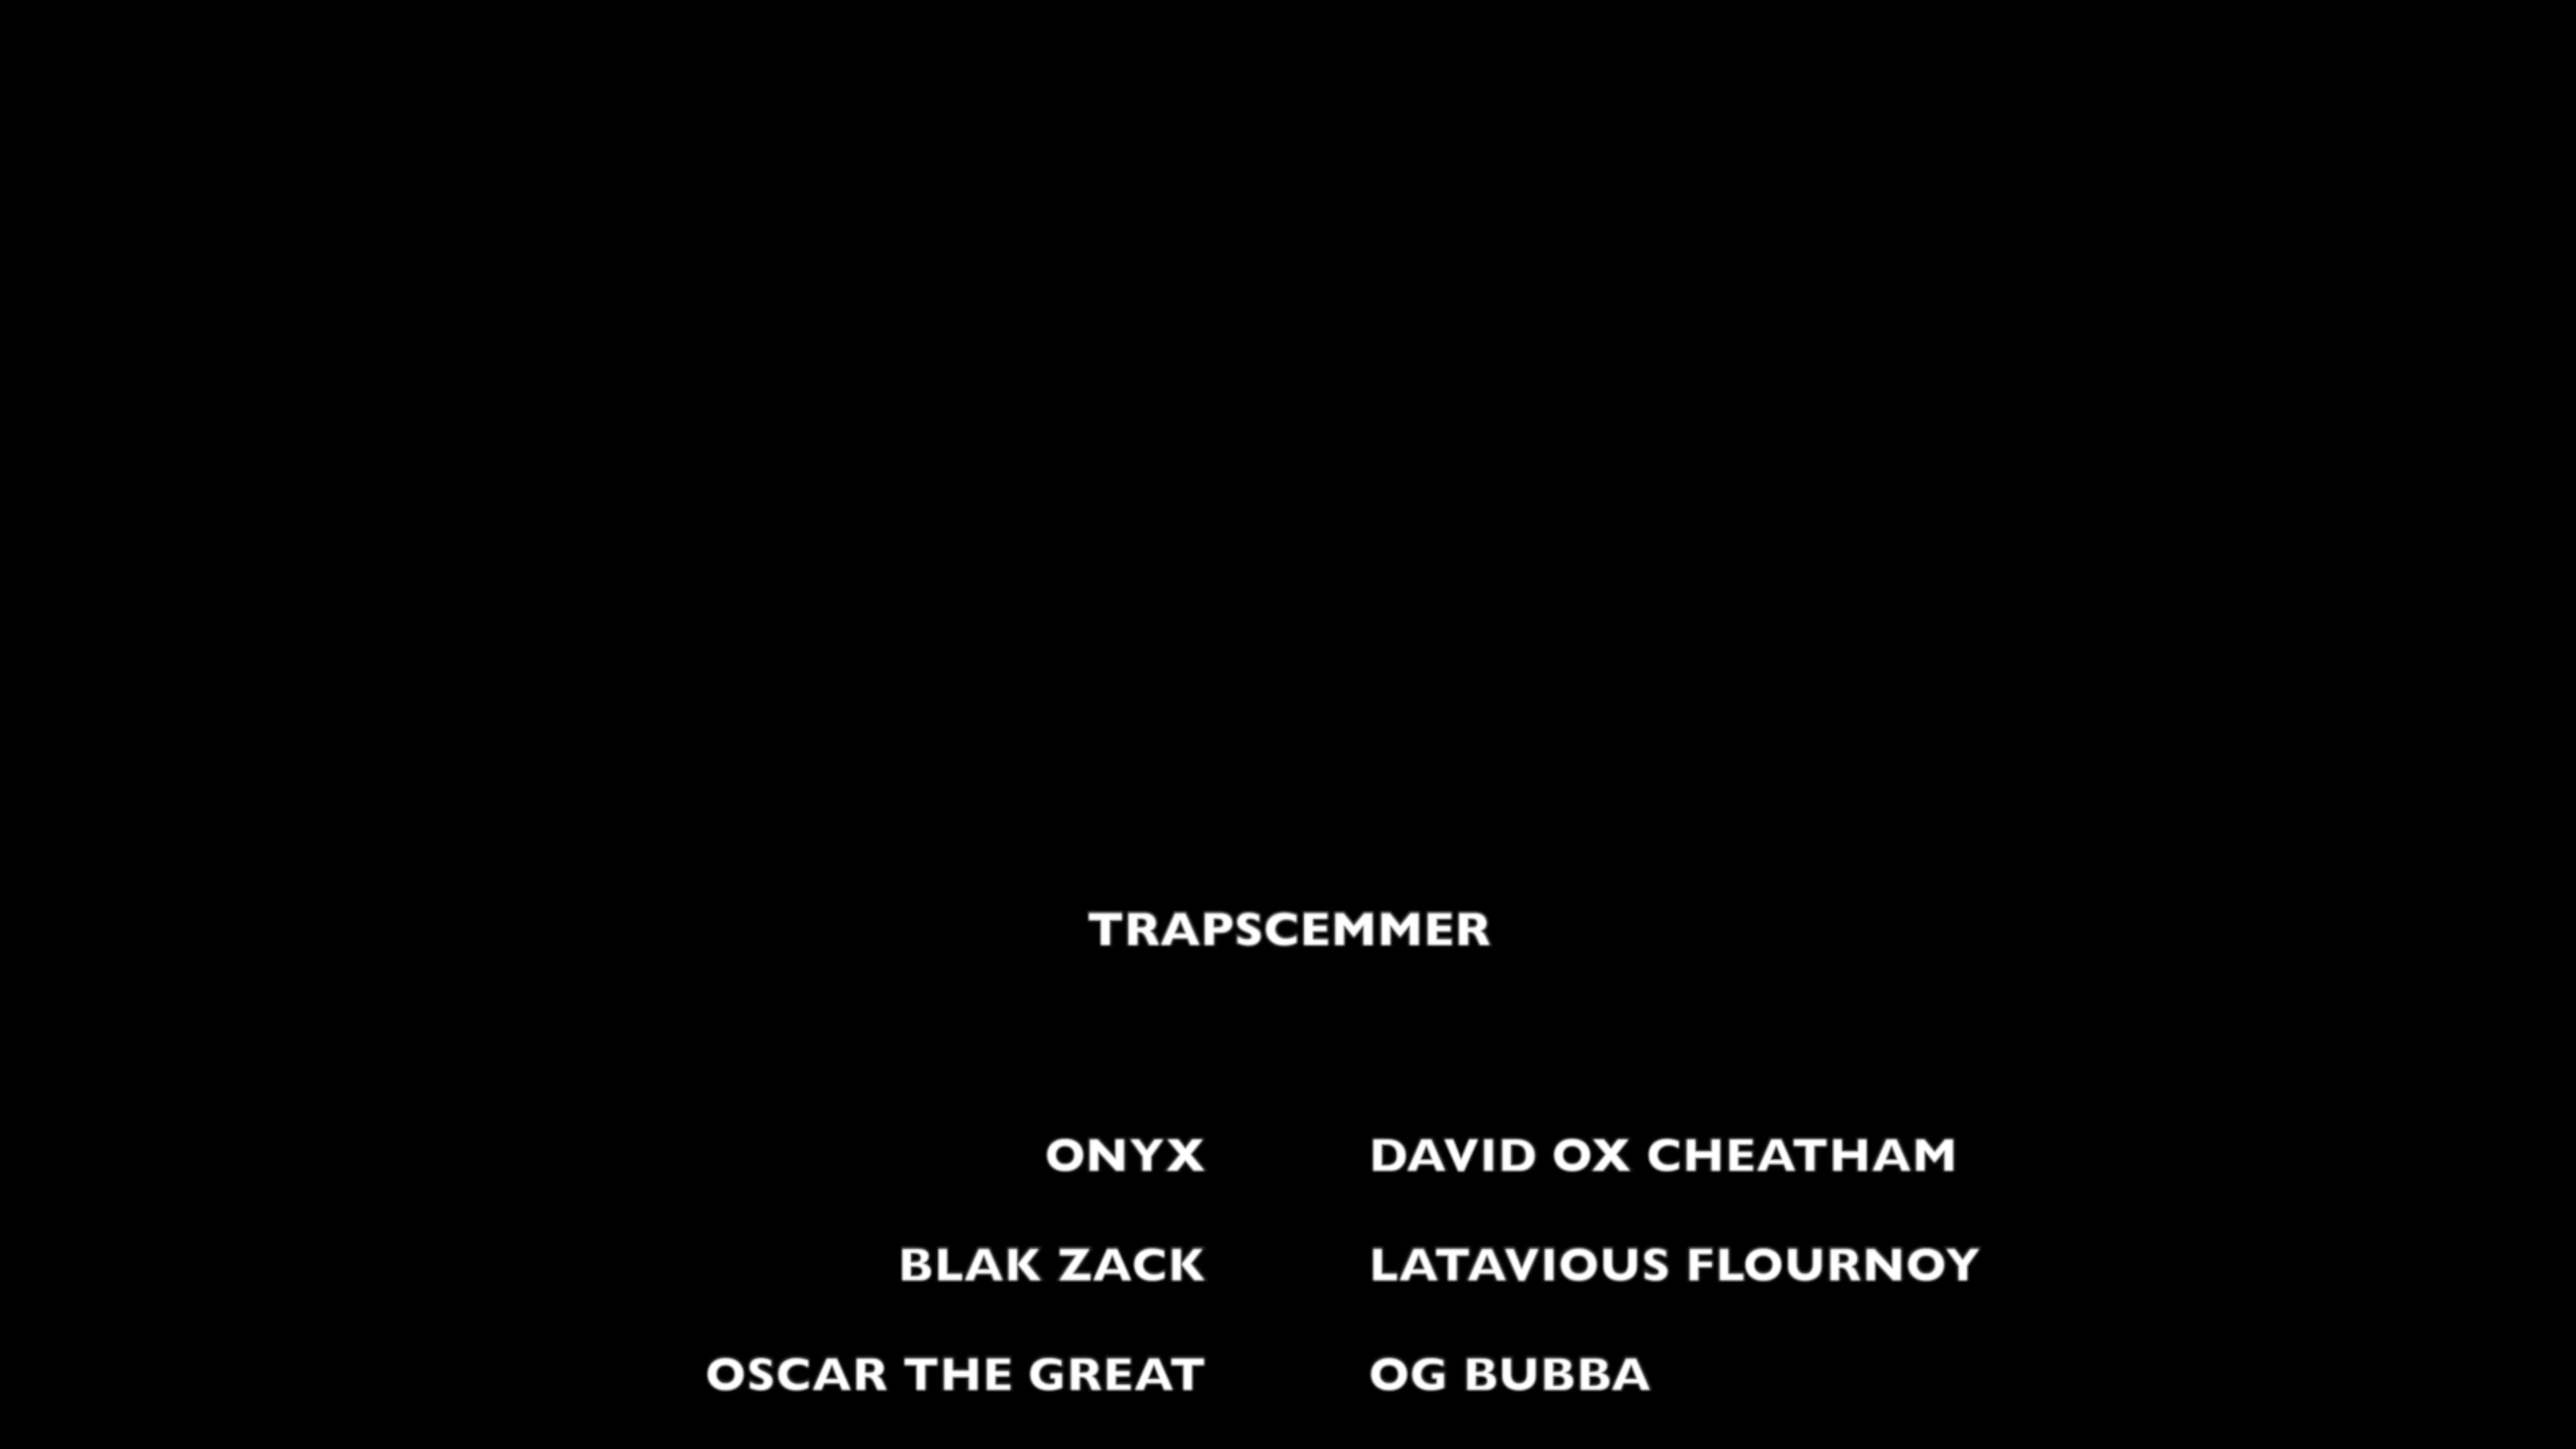 TRAPSCEMMER
ONYX DAVID OX CHEATHAM
BLAK ZACK LATAVIOUS FLOURNOY
OSCAR THE GREAT OG BUBBA